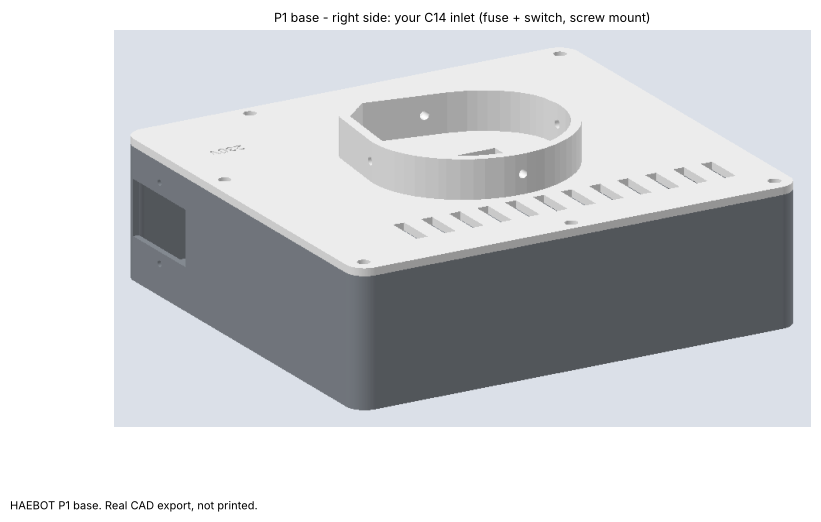 P1 base - right side: your C14 inlet (fuse + switch, screw mount)
HAEBOT P1 base. Real CAD export, not printed.